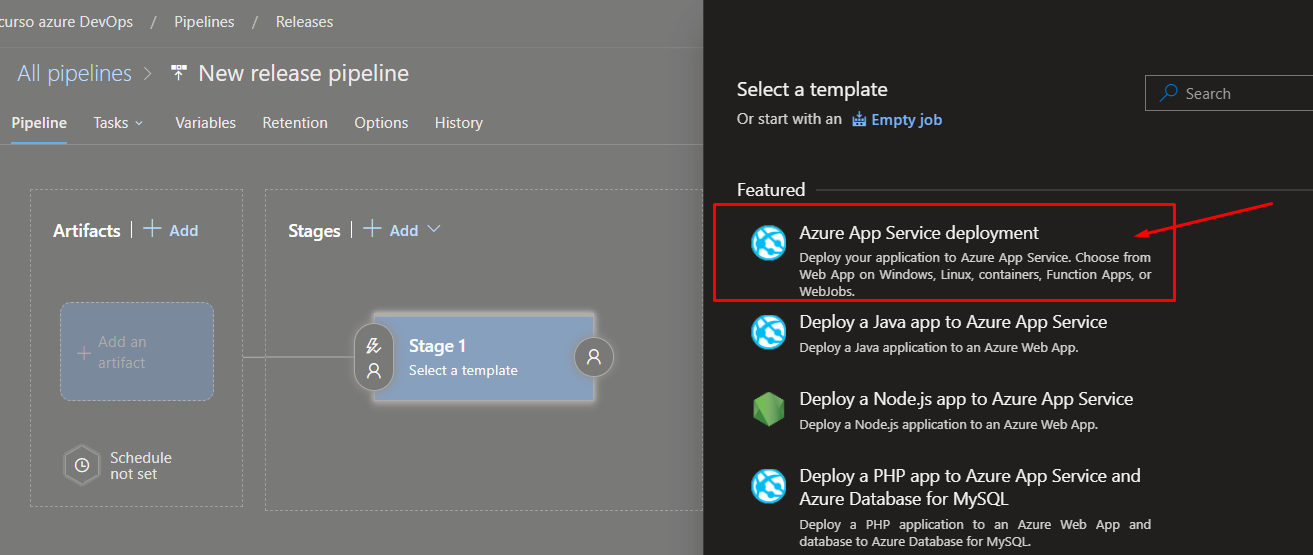 curso azure DevOps / Pipelines / Releases
All pipelines > New release pipeline
Pipeline Tasks Variables Retention Options History
Artifacts | + Add
Stages | + Add
+ Add an
artifact
Stage 1
Select a template
Schedule
not set
Select a template
Or start with an Empty job
Search
Featured
Azure App Service deployment
Deploy your application to Azure App Service. Choose from
Web App on Windows, Linux, containers, Function Apps, or
WebJobs.
Deploy a Java app to Azure App Service
Deploy a Java application to an Azure Web App.
Deploy a Node.js app to Azure App Service
Deploy a Node.js application to an Azure Web App.
Deploy a PHP app to Azure App Service and
Azure Database for MySQL
Deploy a PHP application to an Azure Web App and
database to Azure Database for MySQL.